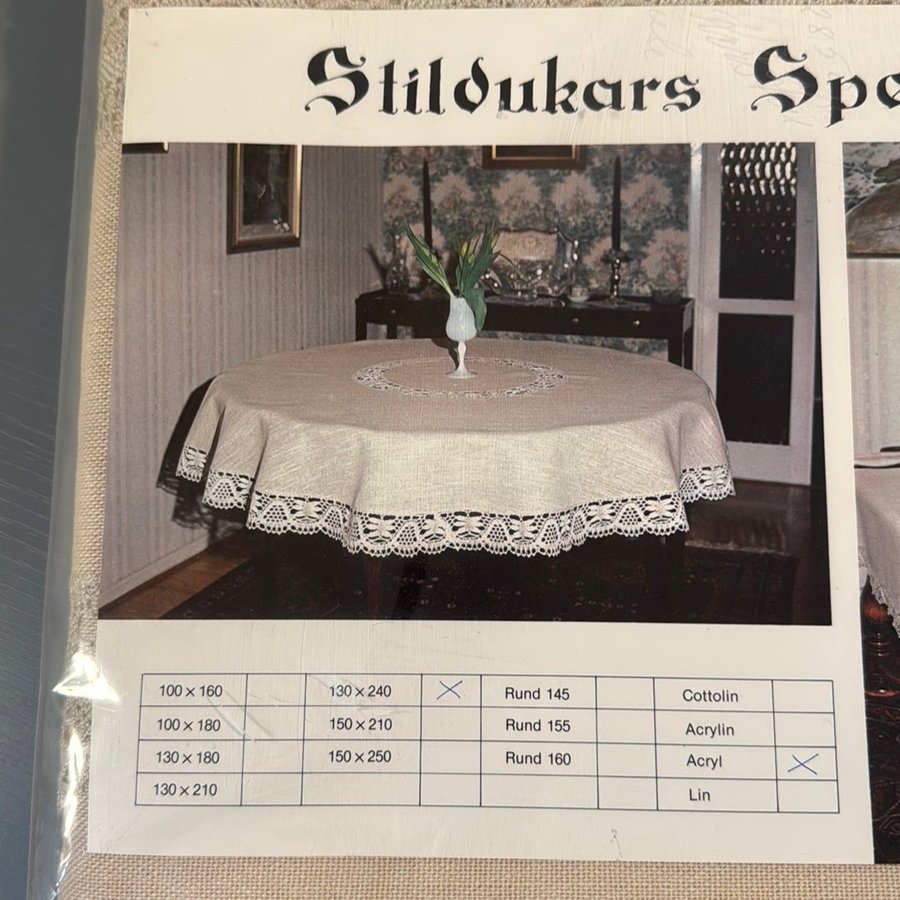 Stildukars Spe
100 × 160 130 × 240 X Rund 145 Cottolin
100 × 180 150 × 210 Rund 155 Acrylin
130 × 180 150 × 250 Rund 160 Acryl X
130 × 210 Lin